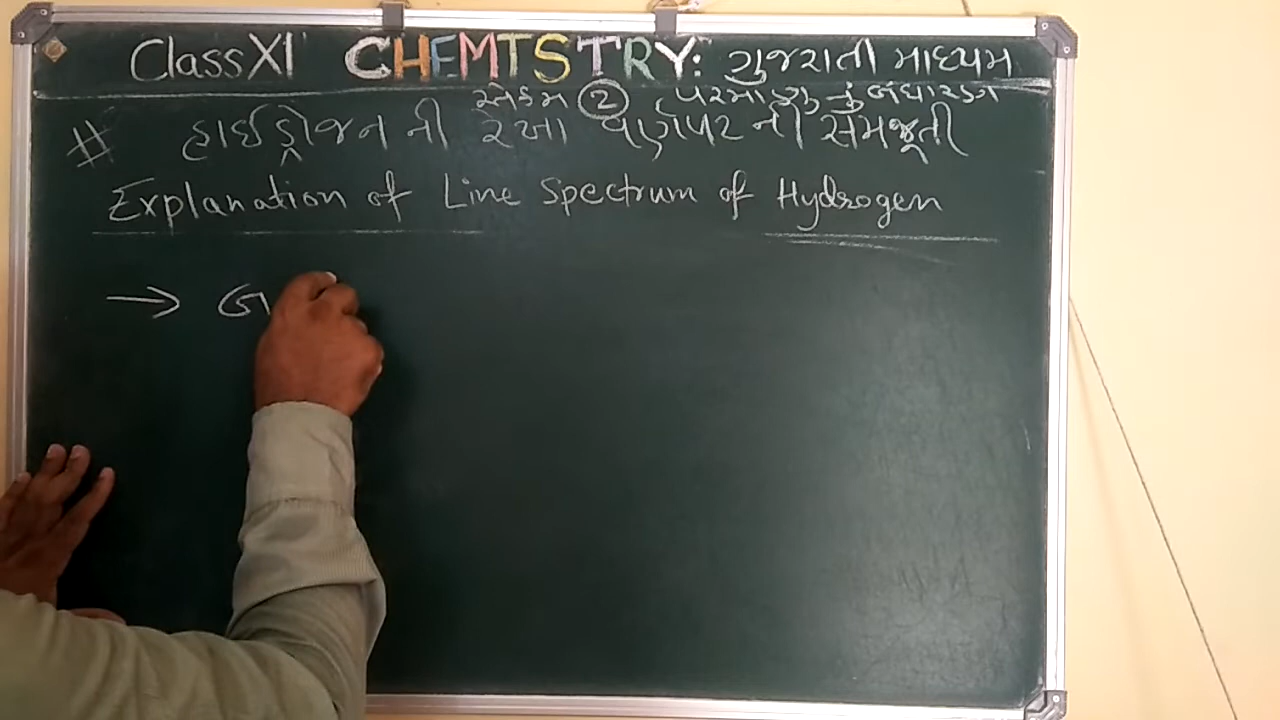 Class XI CHEMISTRY: ગુજરાતી માધ્યમ
એકમ 2 પરમાણુ નું બંધારણ
# હાઈડ્રોજન ની રેખા વર્ણપટ ની સમજૂતી
Explanation of Line Spectrum of Hydrogen
→ જ